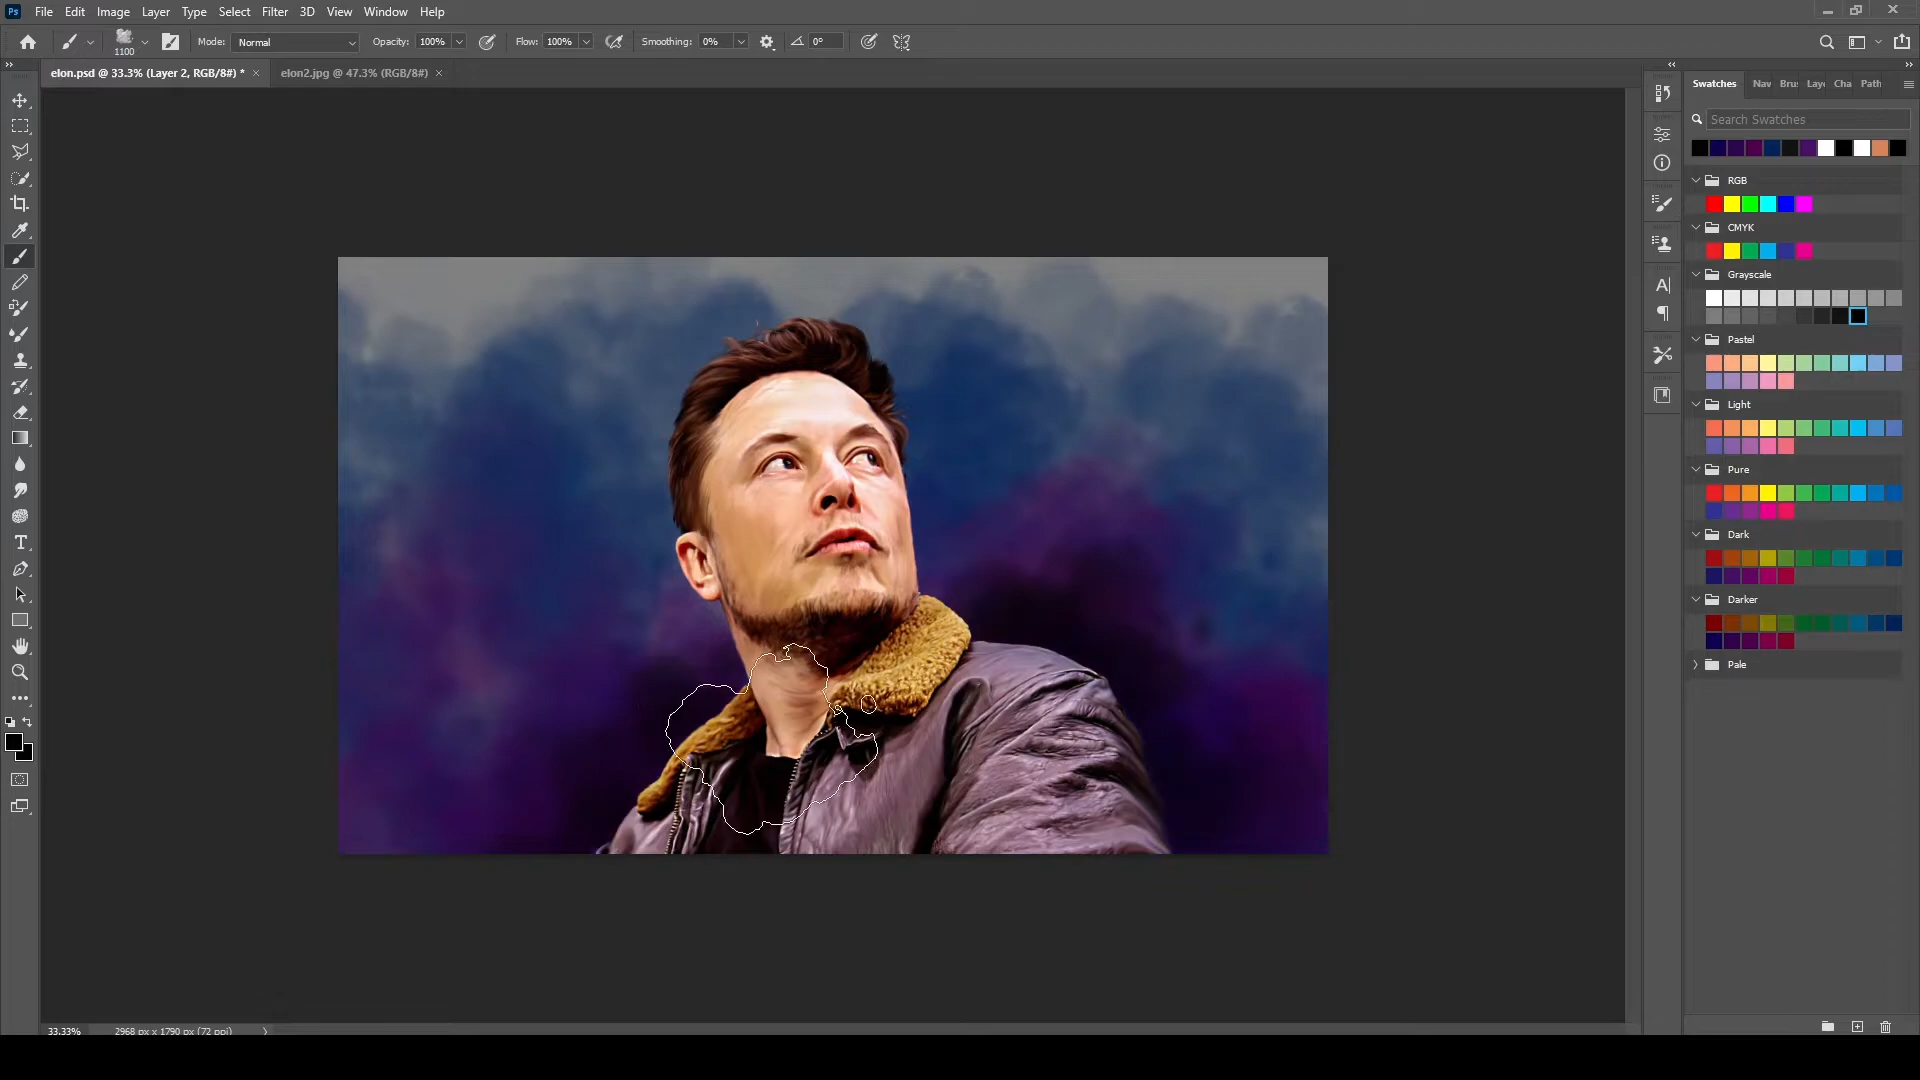 Ps File Edit Image Layer Type Select Filter 3D View Window Help
1100 Mode: Normal Opacity: 100% Flow: 100% Smoothing: 0% 0°
elon.psd @ 33.3% (Layer 2, RGB/8#) * × elon2.jpg @ 47.3% (RGB/8#) ×
Swatches Nav Bru Laye Cha Path
Search Swatches
RGB
CMYK
Grayscale
Pastel
Light
Pure
Dark
Darker
Pale
33.33% 2968 px x 1790 px (72 ppi)